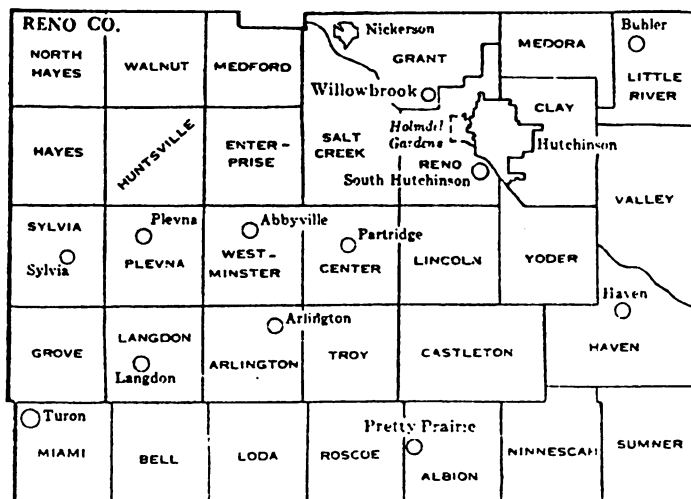 RENO CO.
Nickerson
Buhler
NORTH
HAYES
WALNUT
MEDFORD
GRANT
MEDORA
LITTLE
RIVER
Willowbrook
CLAY
Holmdel
Gardens
Hutchinson
HAYES
HUNTSVILLE
ENTER-
PRISE
SALT
CREEK
RENO
South Hutchinson
VALLEY
SYLVIA
Sylvia
Plevna
PLEVNA
Abbyville
WEST-
MINSTER
Partridge
CENTER
LINCOLN
YODER
Haven
HAVEN
GROVE
LANGDON
Langdon
Arlington
ARLINGTON
TROY
CASTLETON
Turon
MIAMI
BELL
LODA
ROSCOE
Pretty Prairie
ALBION
NINNESCAH
SUMNER